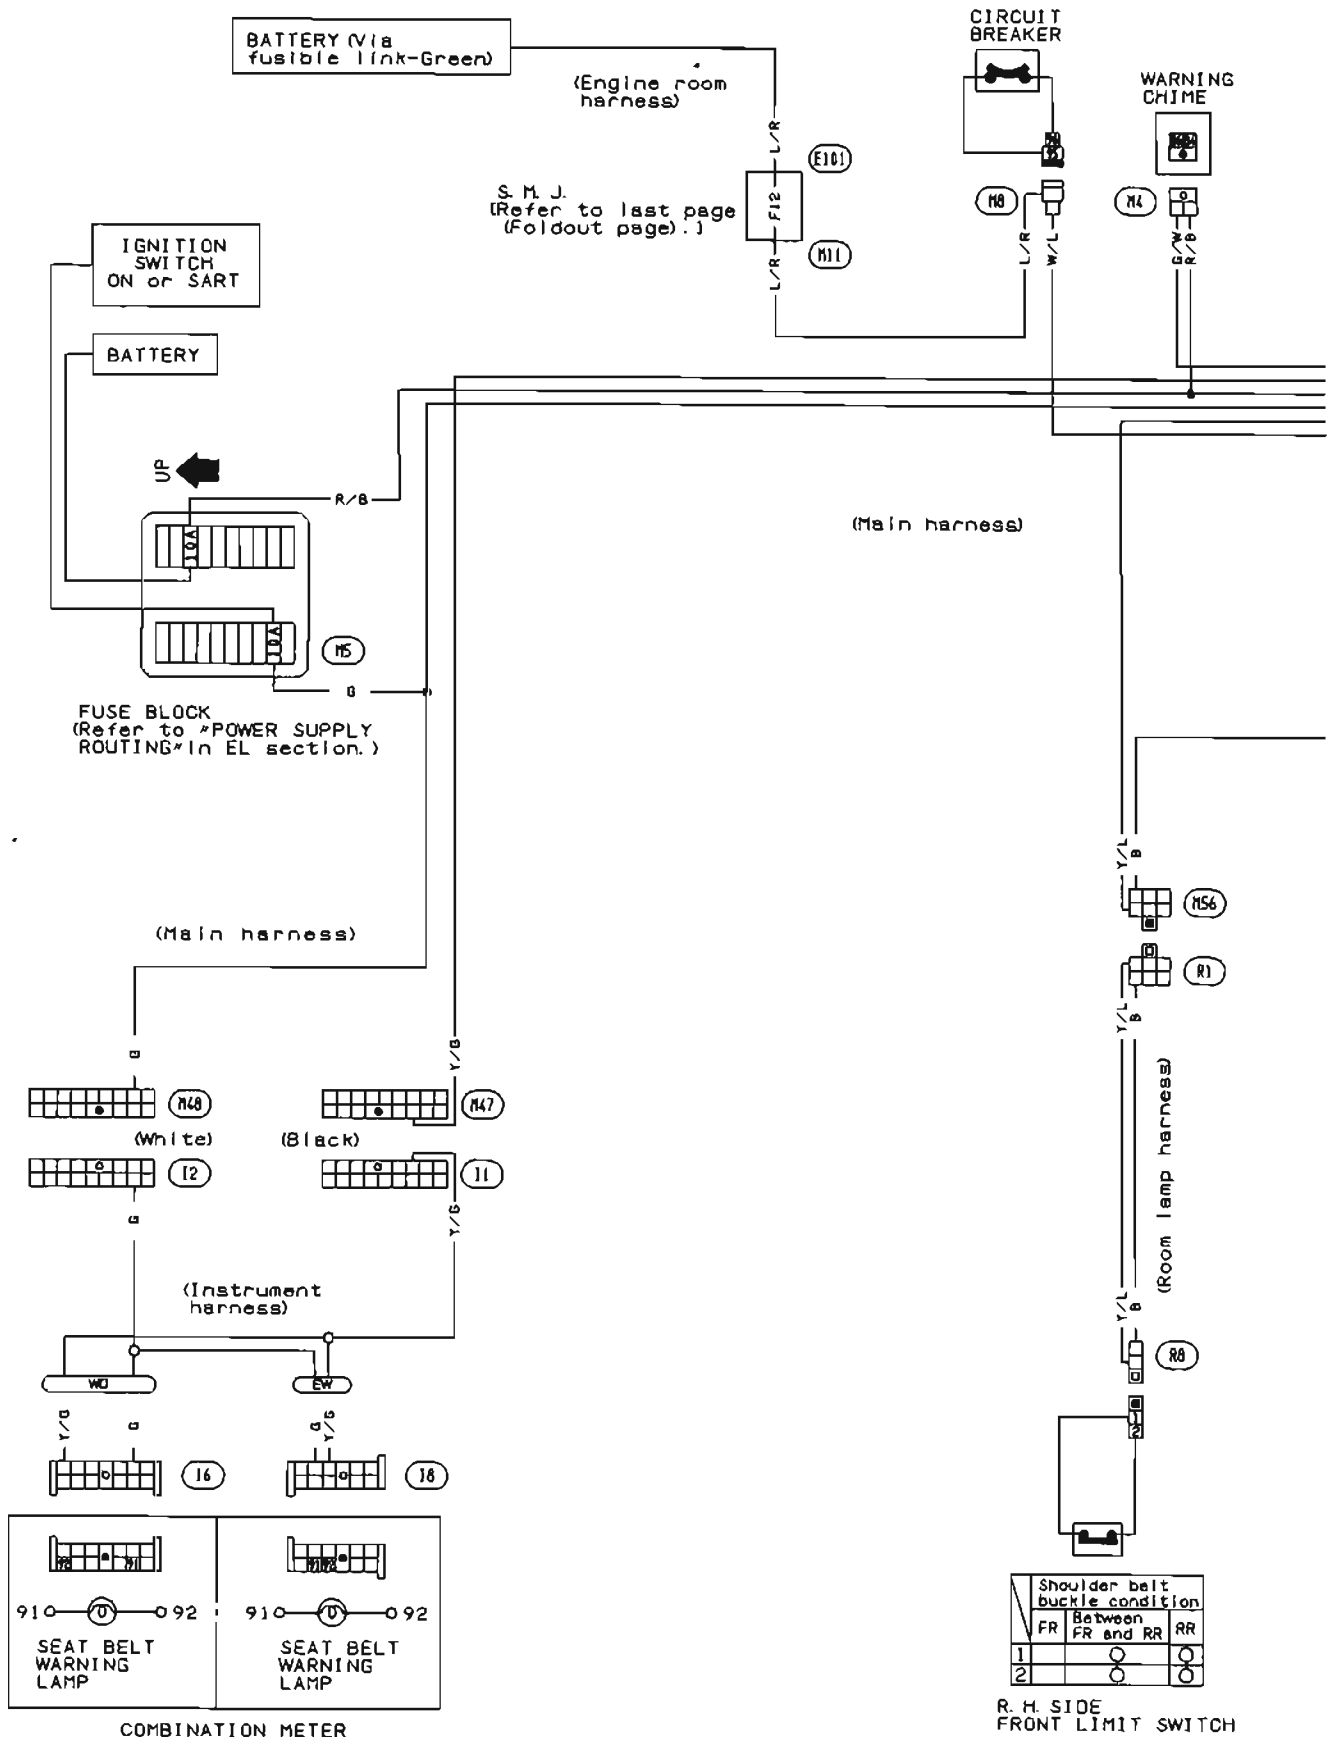 BATTERY (Via
fusible link-Green)
(Engine room
harness)
CIRCUIT
BREAKER
WARNING
CHIME
L/R
E101
F12
S. M. J.
[Refer to last page
(Foldout page).]
M11
L/R
M8
M4
L/R
W/L
G/W
R/B
IGNITION
SWITCH
ON or SART
BATTERY
UP
R/B
10A
10A
M5
G
FUSE BLOCK
(Refer to "POWER SUPPLY
ROUTING" in EL section.)
(Main harness)
(Main harness)
Y/L
B
M56
R1
Y/L
B
(Room lamp harness)
Y/L
B
R8
1
2
G
Y/G
M48
M47
(White)
(Black)
I2
I1
G
Y/G
(Instrument
harness)
WD
EW
Y/G
G
G
Y/G
I6
I8
91
92
91
92
SEAT BELT
WARNING
LAMP
SEAT BELT
WARNING
LAMP
COMBINATION METER
Shoulder belt
buckle condition
FR
Between
FR and RR
RR
1
2
R. H. SIDE
FRONT LIMIT SWITCH